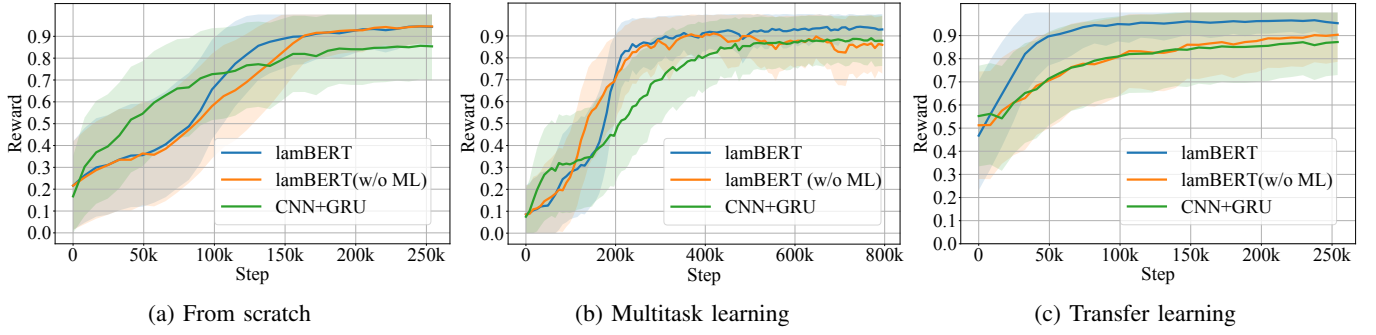 Reward
0.9
0.8
0.7
0.6
0.5
0.4
0.3
0.2
0.1
0.0
lamBERT
lamBERT(w/o ML)
CNN+GRU
0 50k 100k 150k 200k 250k
Step
(a) From scratch
Reward
0.9
0.8
0.7
0.6
0.5
0.4
0.3
0.2
0.1
0.0
lamBERT
lamBERT (w/o ML)
CNN+GRU
0 200k 400k 600k 800k
Step
(b) Multitask learning
Reward
0.9
0.8
0.7
0.6
0.5
0.4
0.3
0.2
0.1
0.0
lamBERT
lamBERT(w/o ML)
CNN+GRU
0 50k 100k 150k 200k 250k
Step
(c) Transfer learning